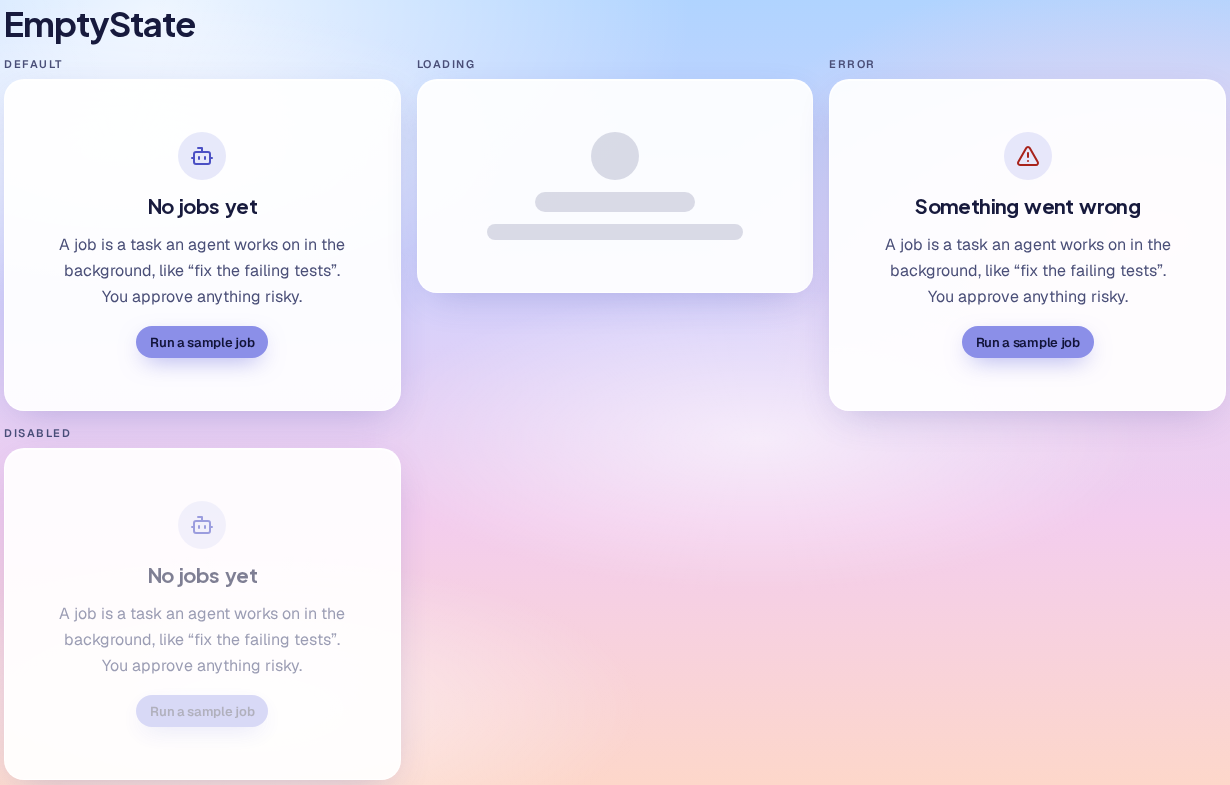 EmptyState
DEFAULT
No jobs yet
A job is a task an agent works on in the
background, like “fix the failing tests”.
You approve anything risky.
Run a sample job
LOADING
ERROR
Something went wrong
A job is a task an agent works on in the
background, like “fix the failing tests”.
You approve anything risky.
Run a sample job
DISABLED
No jobs yet
A job is a task an agent works on in the
background, like “fix the failing tests”.
You approve anything risky.
Run a sample job